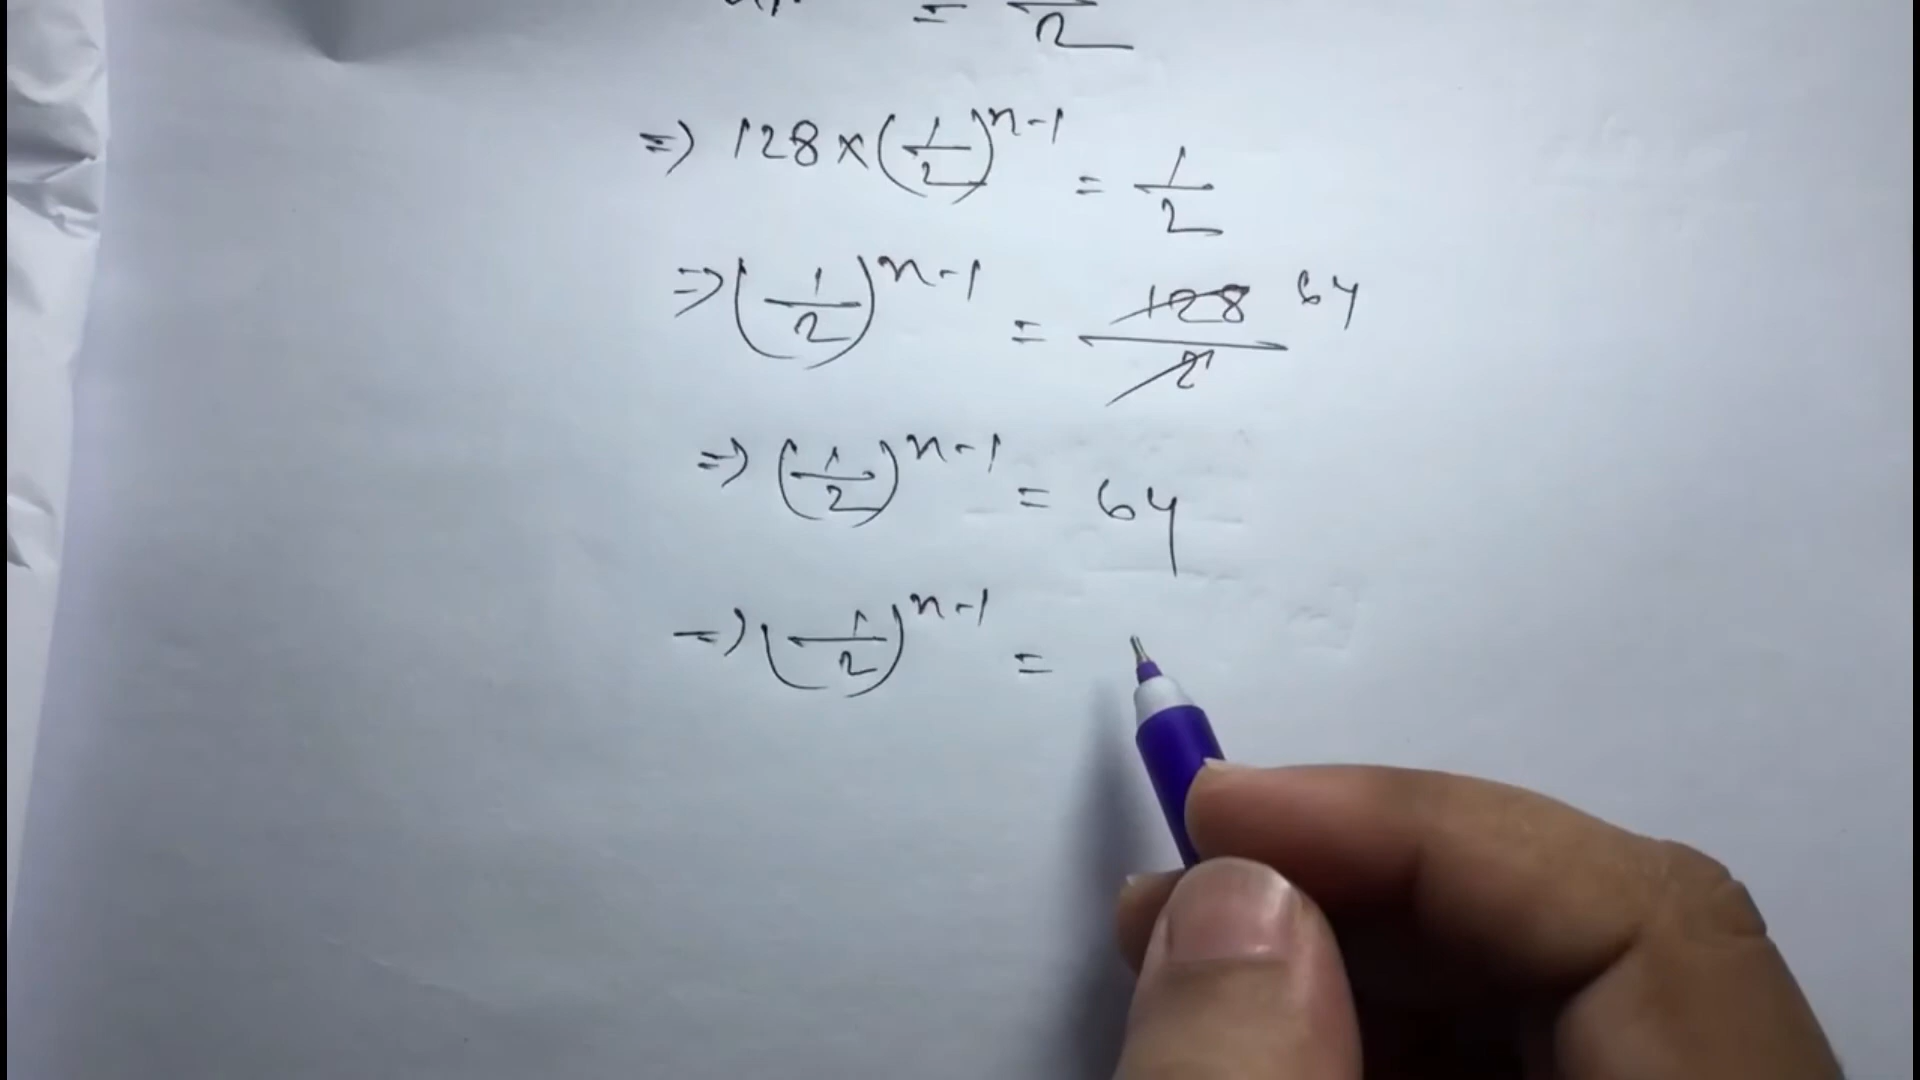 = /2
=> 128 × (1/2)^n-1 = 1/2
=> (1/2)^n-1 = 128/2 64
=> (1/2)^n-1 = 64
=> (1/2)^n-1 =